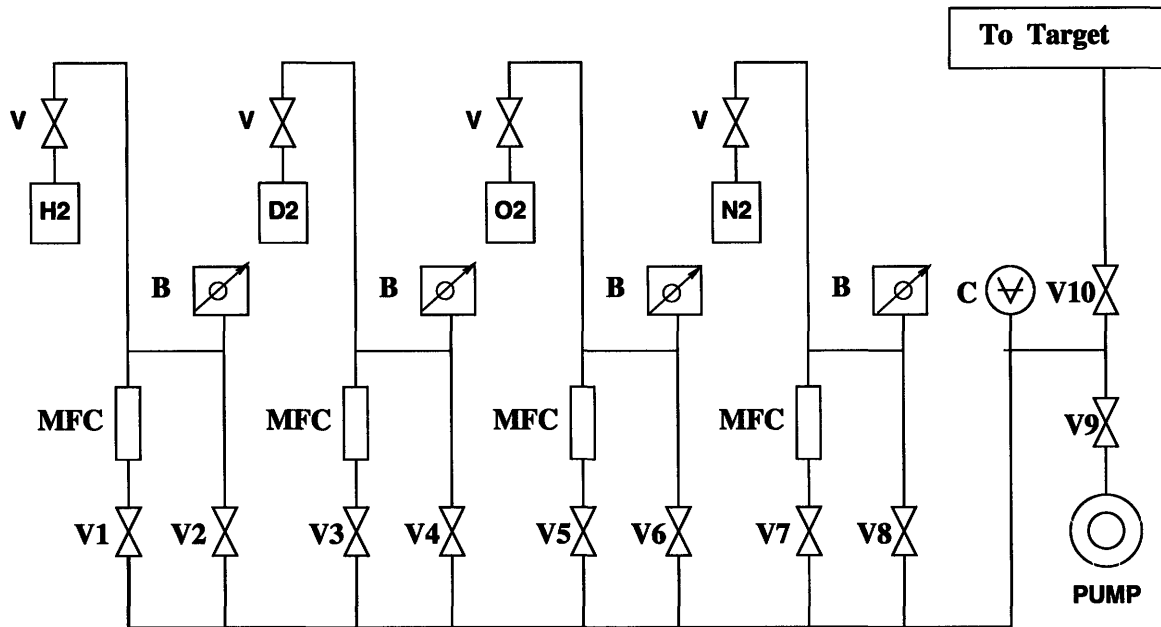 To Target
V
V
V
V
H2
D2
O2
N2
B
B
B
B
C
V10
MFC
MFC
MFC
MFC
V9
V1
V2
V3
V4
V5
V6
V7
V8
PUMP